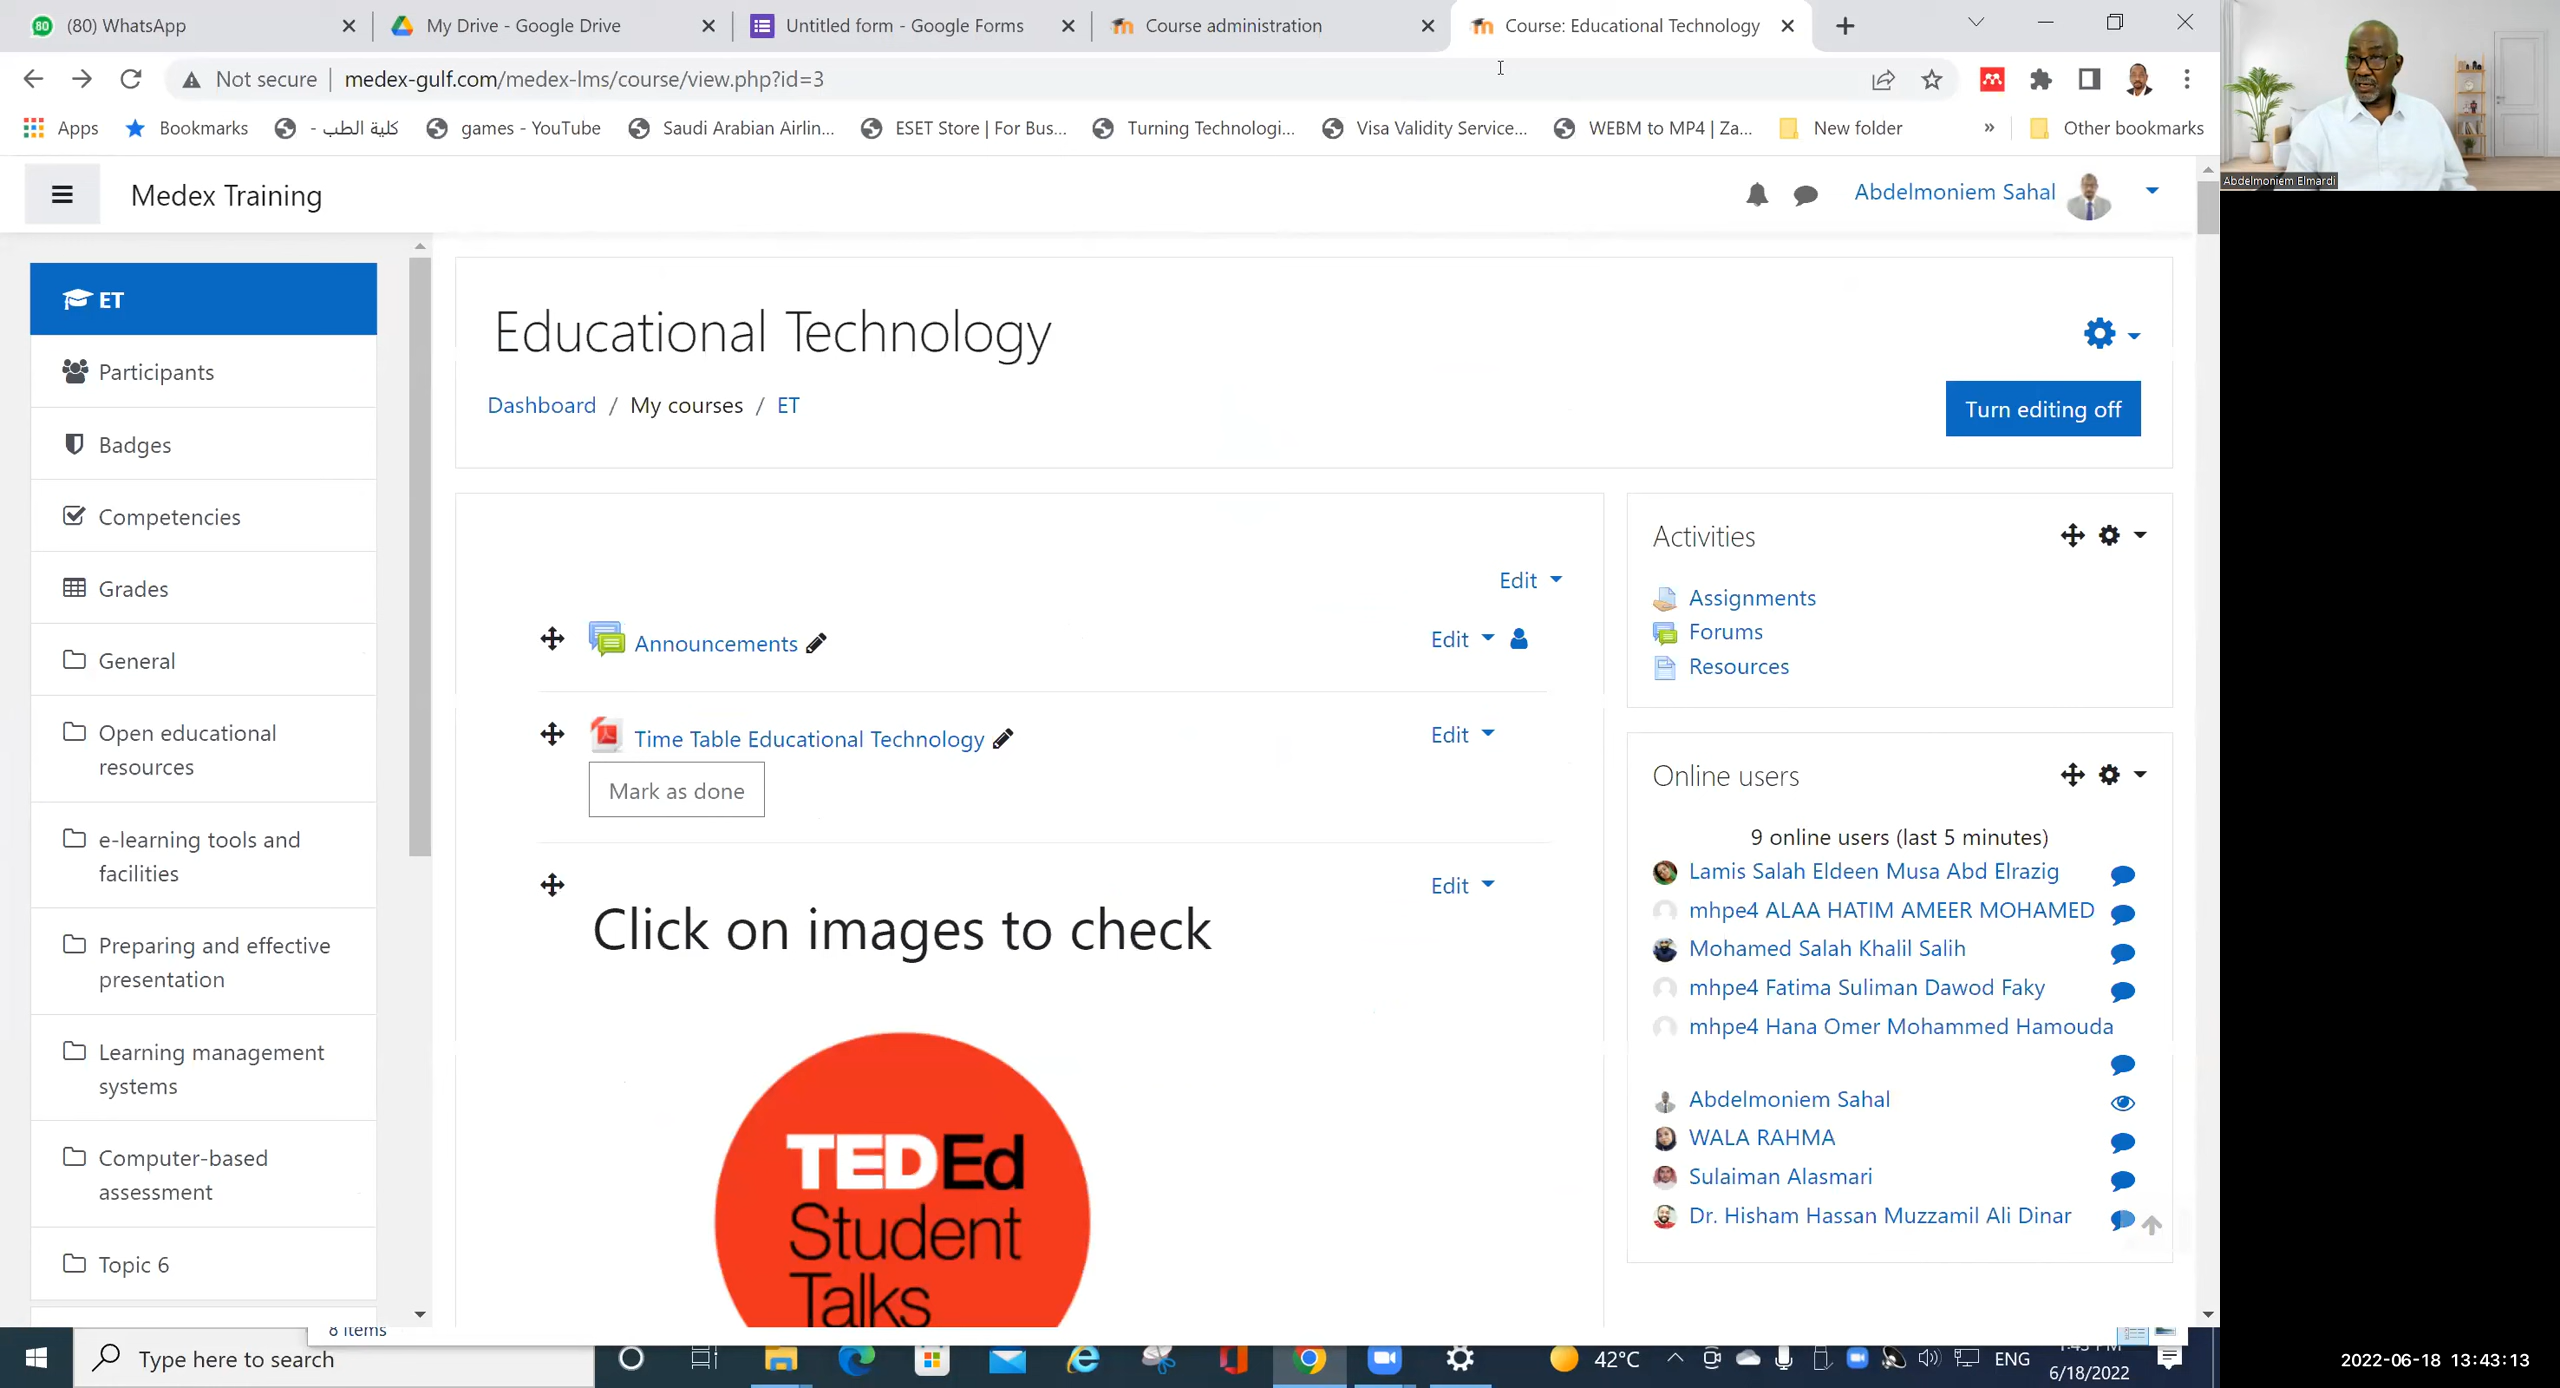 (80) WhatsApp
My Drive - Google Drive
Untitled form - Google Forms
Course administration
Course: Educational Technology
Not secure
medex-gulf.com/medex-lms/course/view.php?id=3
Apps
Bookmarks
كلية الطب -
games - YouTube
Saudi Arabian Airlin...
ESET Store | For Bus...
Turning Technologi...
Visa Validity Service...
WEBM to MP4 | Za...
New folder
»
Other bookmarks
Abdelmoniem Elmardi
Medex Training
Abdelmoniem Sahal
ET
Participants
Badges
Competencies
Grades
General
Open educational
resources
e-learning tools and
facilities
Preparing and effective
presentation
Learning management
systems
Computer-based
assessment
Topic 6
Educational Technology
Dashboard / My courses / ET
Turn editing off
Edit
Announcements
Edit
Time Table Educational Technology
Edit
Mark as done
Edit
Click on images to check
TEDEd
Student
Talks
Activities
Assignments
Forums
Resources
Online users
9 online users (last 5 minutes)
Lamis Salah Eldeen Musa Abd Elrazig
mhpe4 ALAA HATIM AMEER MOHAMED
Mohamed Salah Khalil Salih
mhpe4 Fatima Suliman Dawod Faky
mhpe4 Hana Omer Mohammed Hamouda
Abdelmoniem Sahal
WALA RAHMA
Sulaiman Alasmari
Dr. Hisham Hassan Muzzamil Ali Dinar
8 items
Type here to search
42°C
ENG
1:43 PM
6/18/2022
2022-06-18 13:43:13